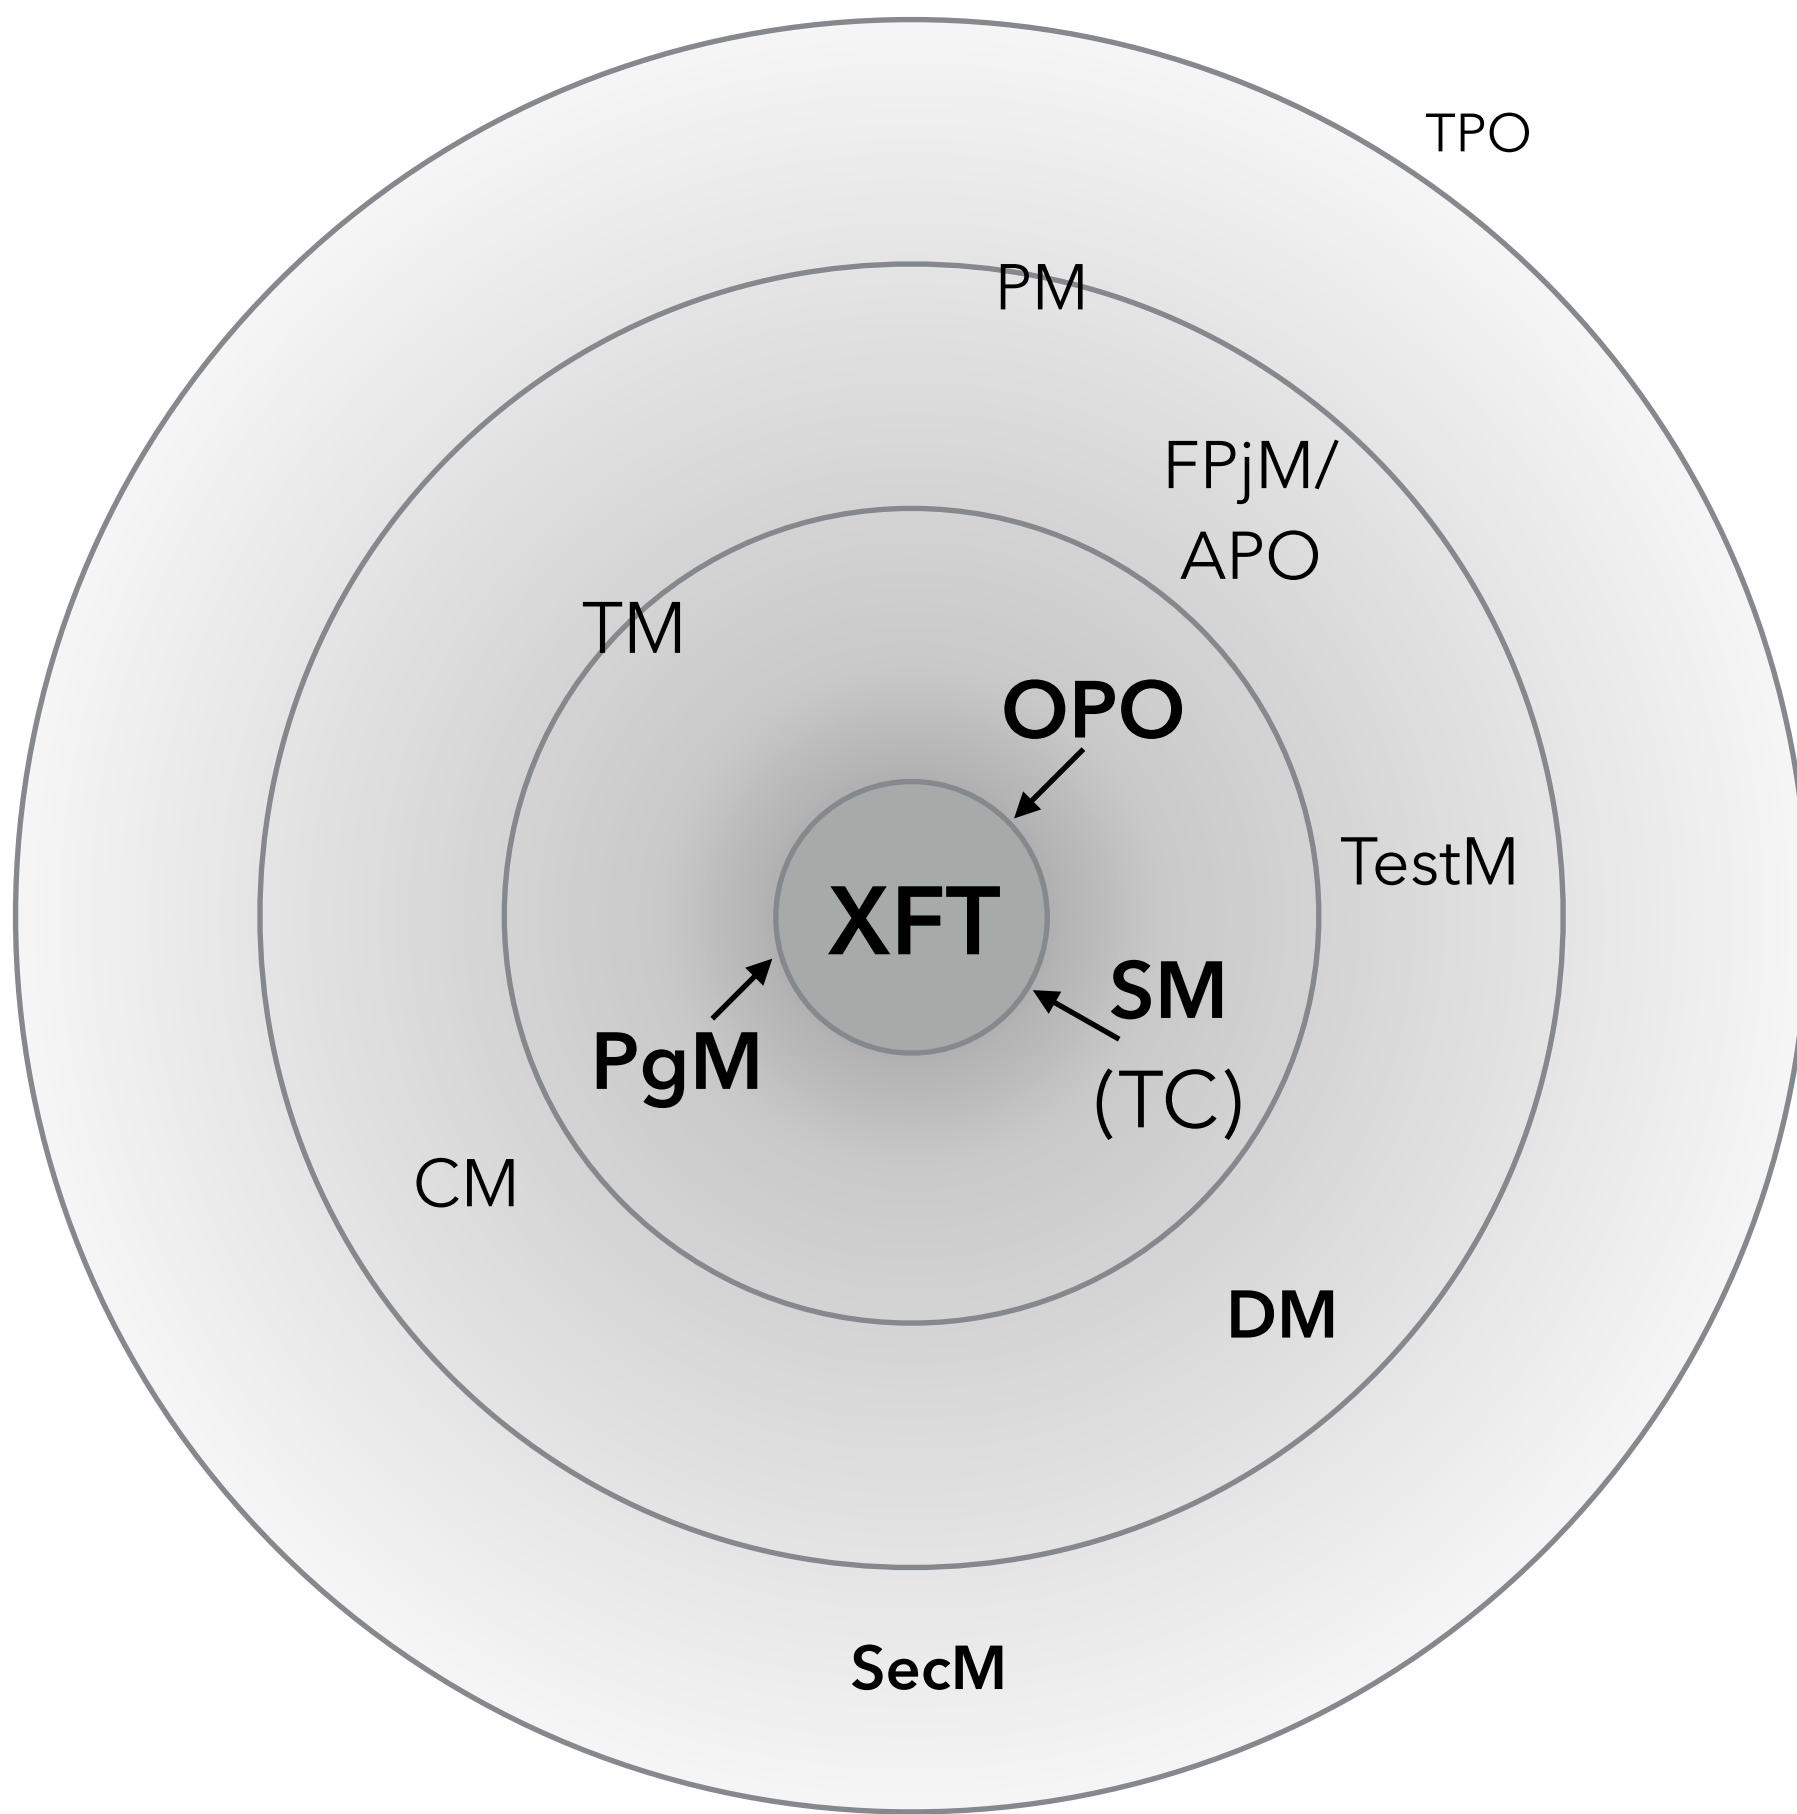 TPO
PM
FPjM/
APO
TM
OPO
TestM
XFT
SM
PgM
(TC)
CM
DM
SecM